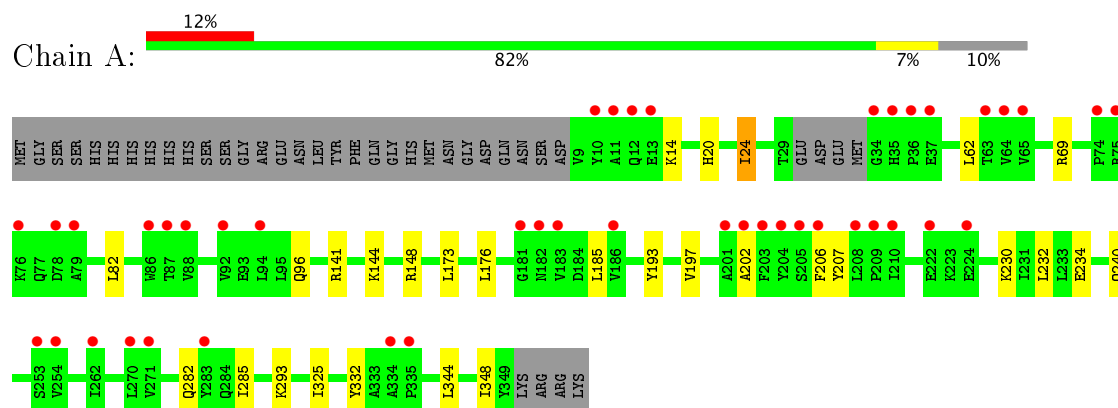 12%
Chain A:
82% 7% 10%
MET GLY SER SER HIS HIS HIS HIS HIS HIS SER SER GLY ARG GLU ASN LEU TYR PHE GLN GLY HIS MET ASN GLY ASP GLN ASN SER ASP V9 Y10 A11 Q12 E13 K14 H20 I24 T29 GLU ASP GLU MET G34 H35 P36 E37 L62 T63 V64 V65 R69 P74
K76 Q77 D78 A79 L82 W86 T87 V88 V92 E93 L94 L95 Q96 R141 K144 R148 L173 L176 G181 N182 V183 D184 L185 V186 Y193 V197 A201 A202 F203 Y204 S205 F206 Y207 L208 P209 I210 E222 K223 E224 K230 I231 L232 L233 E234 Q240
S253 V254 I262 L270 V271 Q282 Y283 Q284 I285 K293 I325 Y332 A333 A334 P335 L344 I348 Y349 LYS ARG ARG LYS